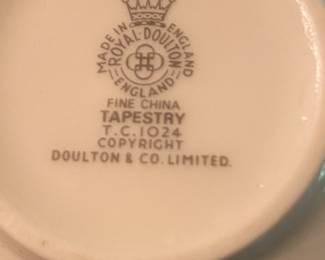 MADE IN ENGLAND
ROYAL DOULTON
ENGLAND
FINE CHINA
TAPESTRY
T.C.1024
COPYRIGHT
DOULTON & CO. LIMITED.